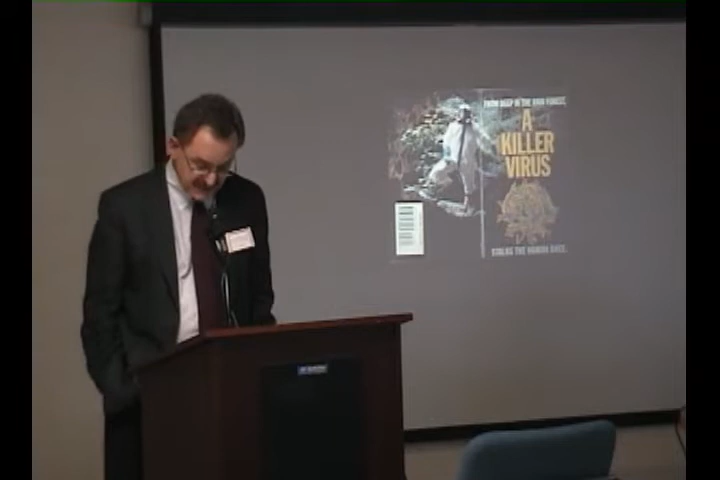 FROM DEEP IN THE RAIN FOREST,
A
KILLER
VIRUS
STALKS THE HUMAN RACE.